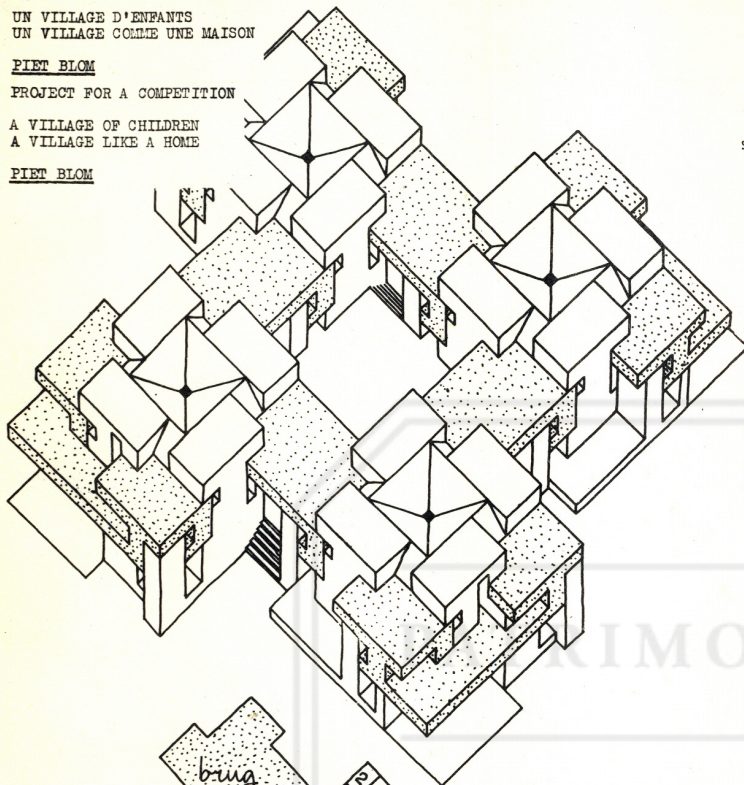 UN VILLAGE D'ENFANTS
UN VILLAGE COMME UNE MAISON
PIET BLOM
PROJECT FOR A COMPETITION
A VILLAGE OF CHILDREN
A VILLAGE LIKE A HOME
PIET BLOM
brug
2